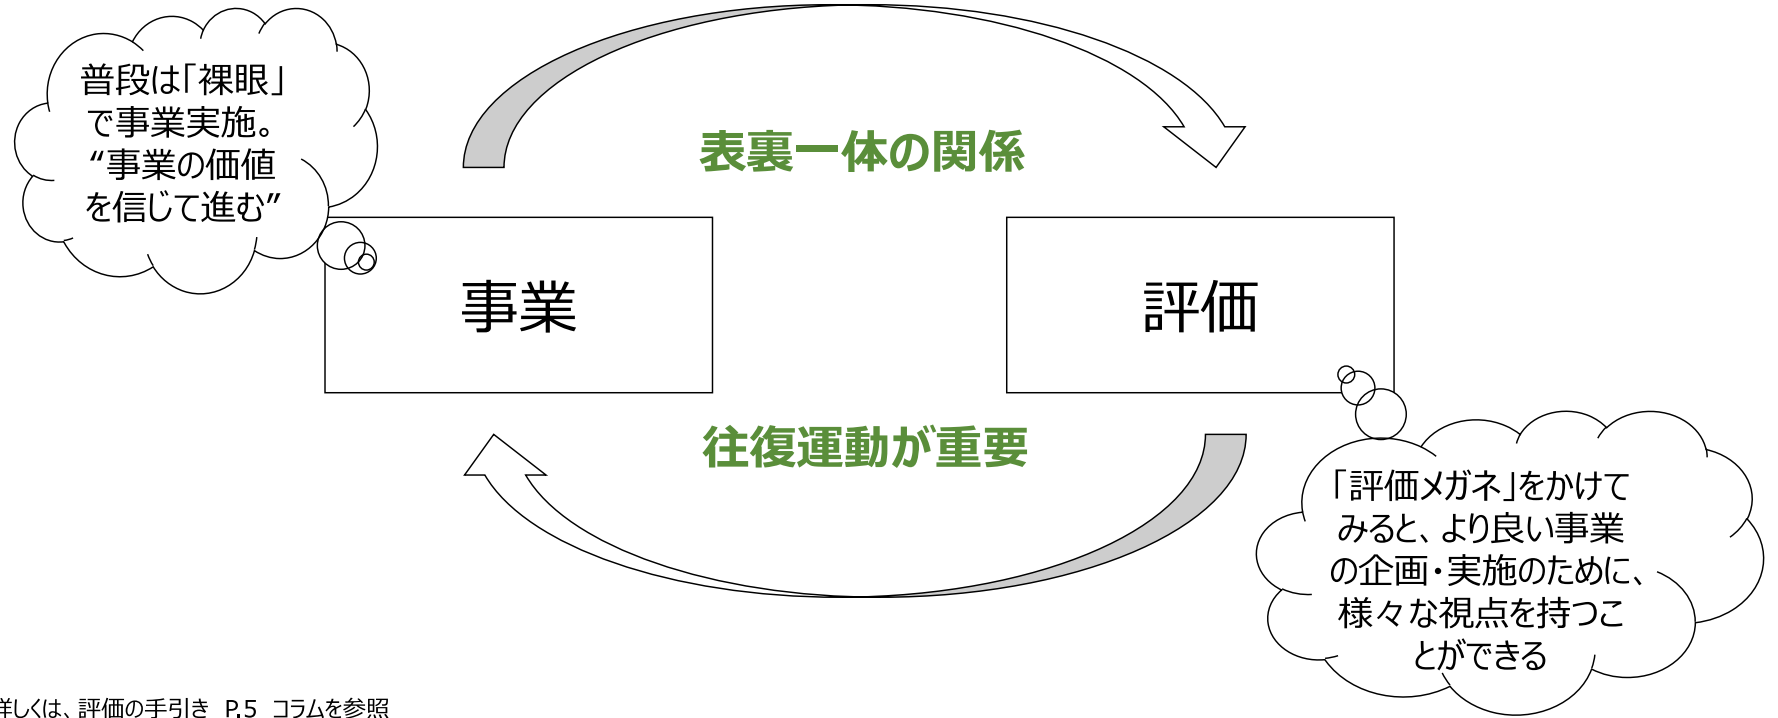 普段は「裸眼」
で事業実施。
“事業の価値
を信じて進む”
表裏一体の関係
事業
評価
往復運動が重要
「評価メガネ」をかけて
みると、より良い事業
の企画・実施のために、
様々な視点を持つこ
とができる
詳しくは、評価の手引き P.5 コラムを参照